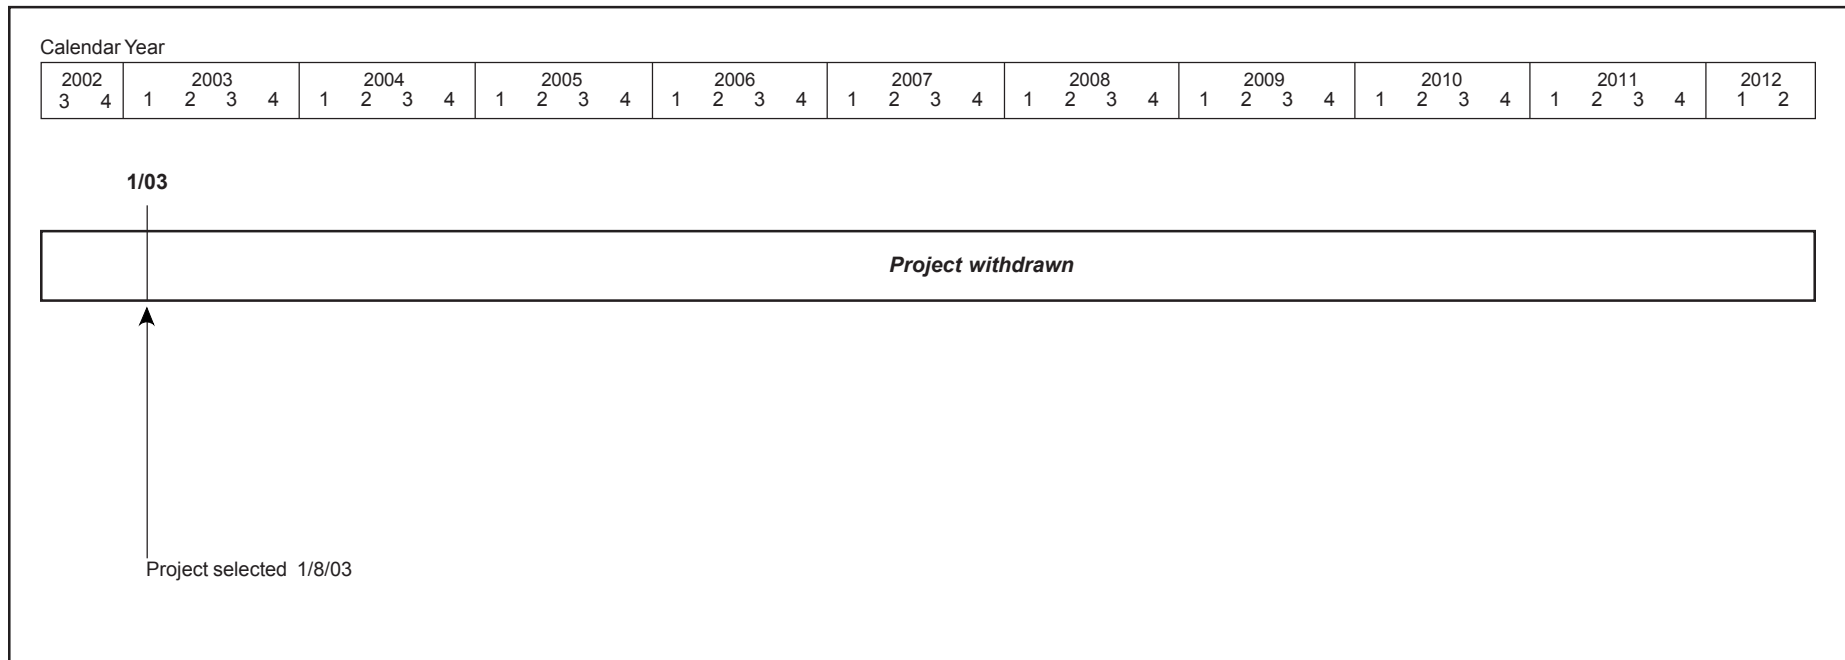 Calendar Year
2002 2003 2004 2005 2006 2007 2008 2009 2010 2011 2012
3 4 1 2 3 4 1 2 3 4 1 2 3 4 1 2 3 4 1 2 3 4 1 2 3 4 1 2 3 4 1 2 3 4 1 2 3 4 1 2
1/03
Project withdrawn
Project selected 1/8/03